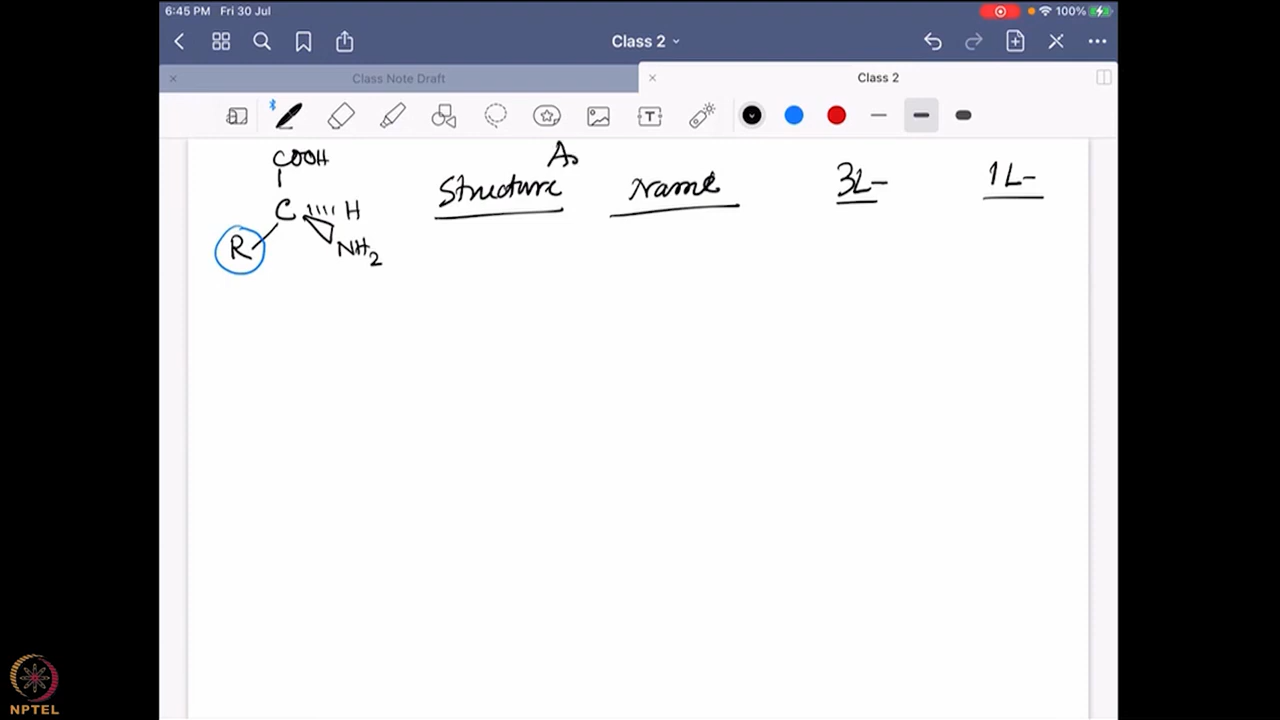 6:45 PM Fri 30 Jul
100%
Class 2
Class Note Draft
Class 2
T
COOH
As
Structure Name 3L- 1L-
C H
R NH2
NPTEL